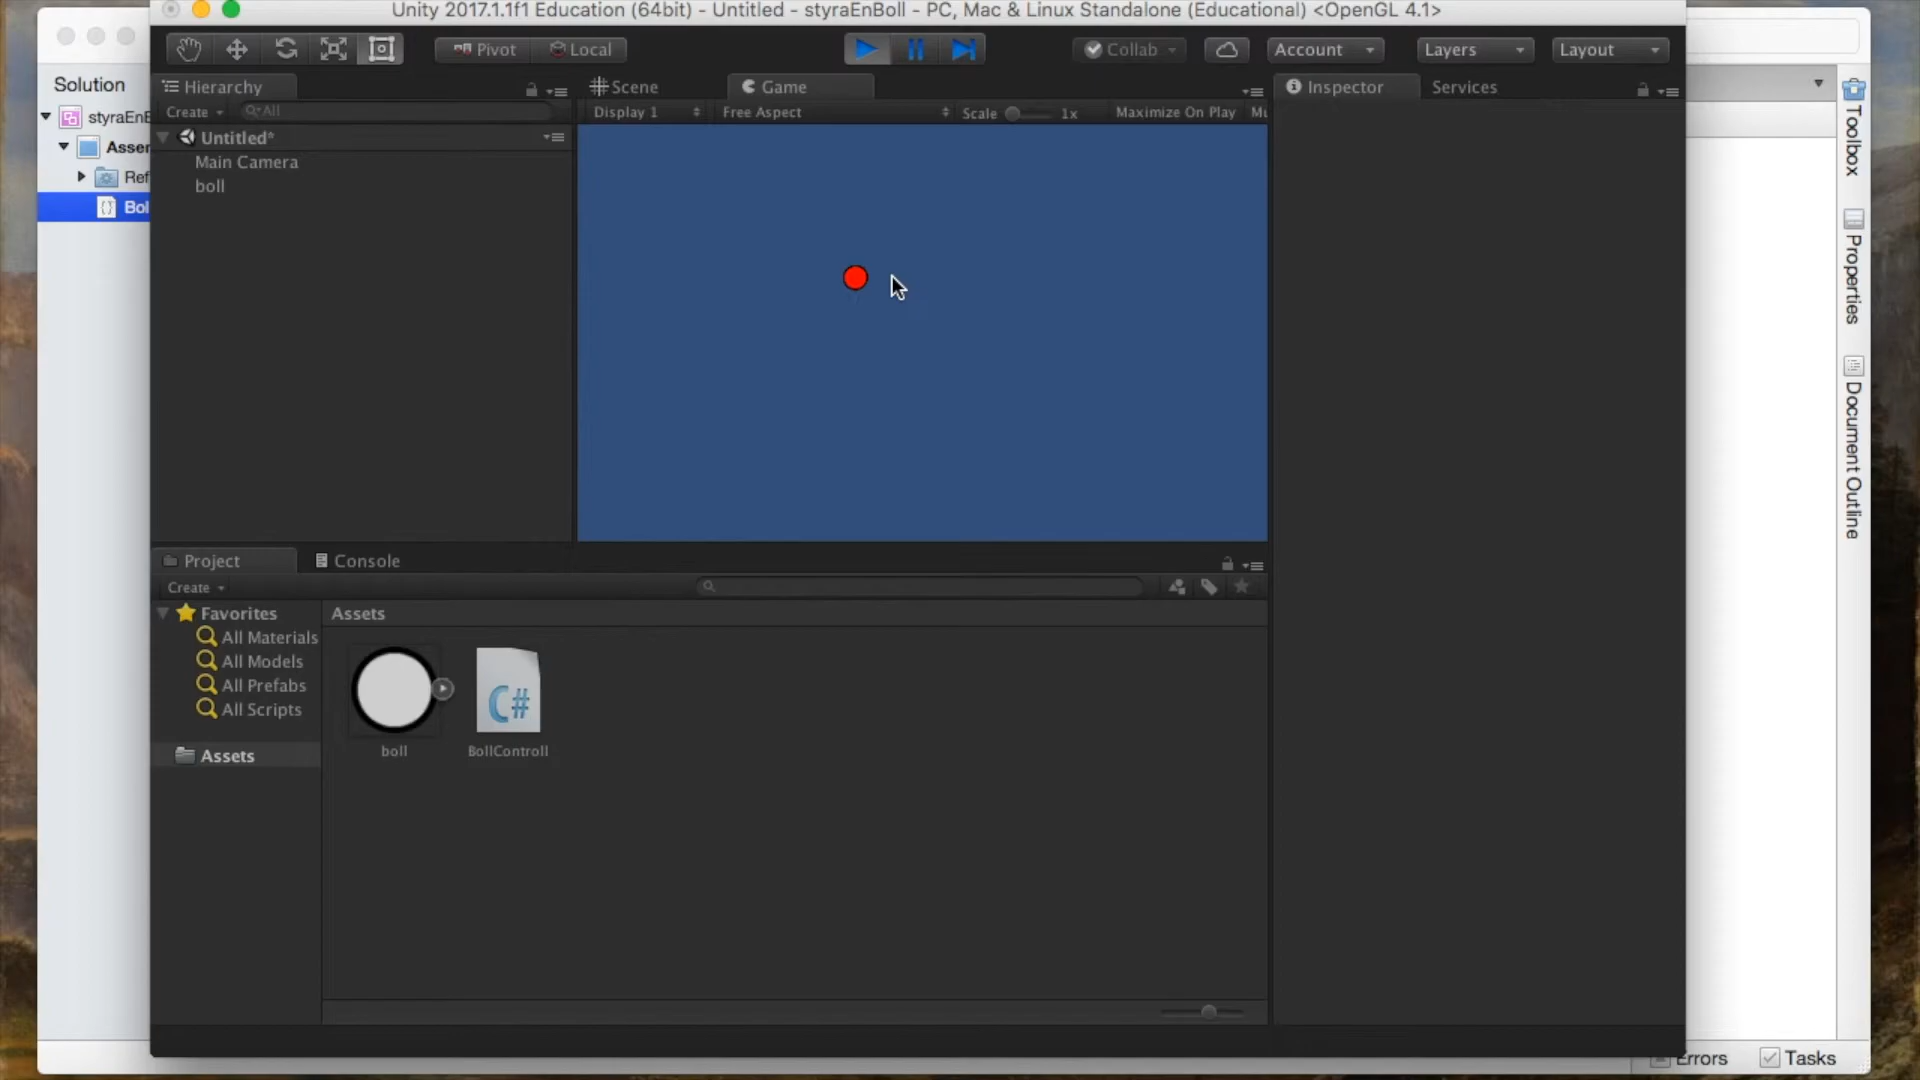 Unity 2017.1.1f1 Education (64bit) - Untitled - styraEnBoll - PC, Mac & Linux Standalone (Educational) <OpenGL 4.1>
Pivot Local Collab Account Layers Layout
Solution
Hierarchy Scene Game Inspector Services
Create All Display 1 Free Aspect Scale 1x Maximize On Play Mu
styraEnB
Untitled*
Assem
Main Camera
Ref
boll
Bol
Toolbox
Properties
Document Outline
Project Console
Create
Favorites Assets
All Materials
All Models
All Prefabs
All Scripts
C#
boll BollControll
Assets
Errors Tasks